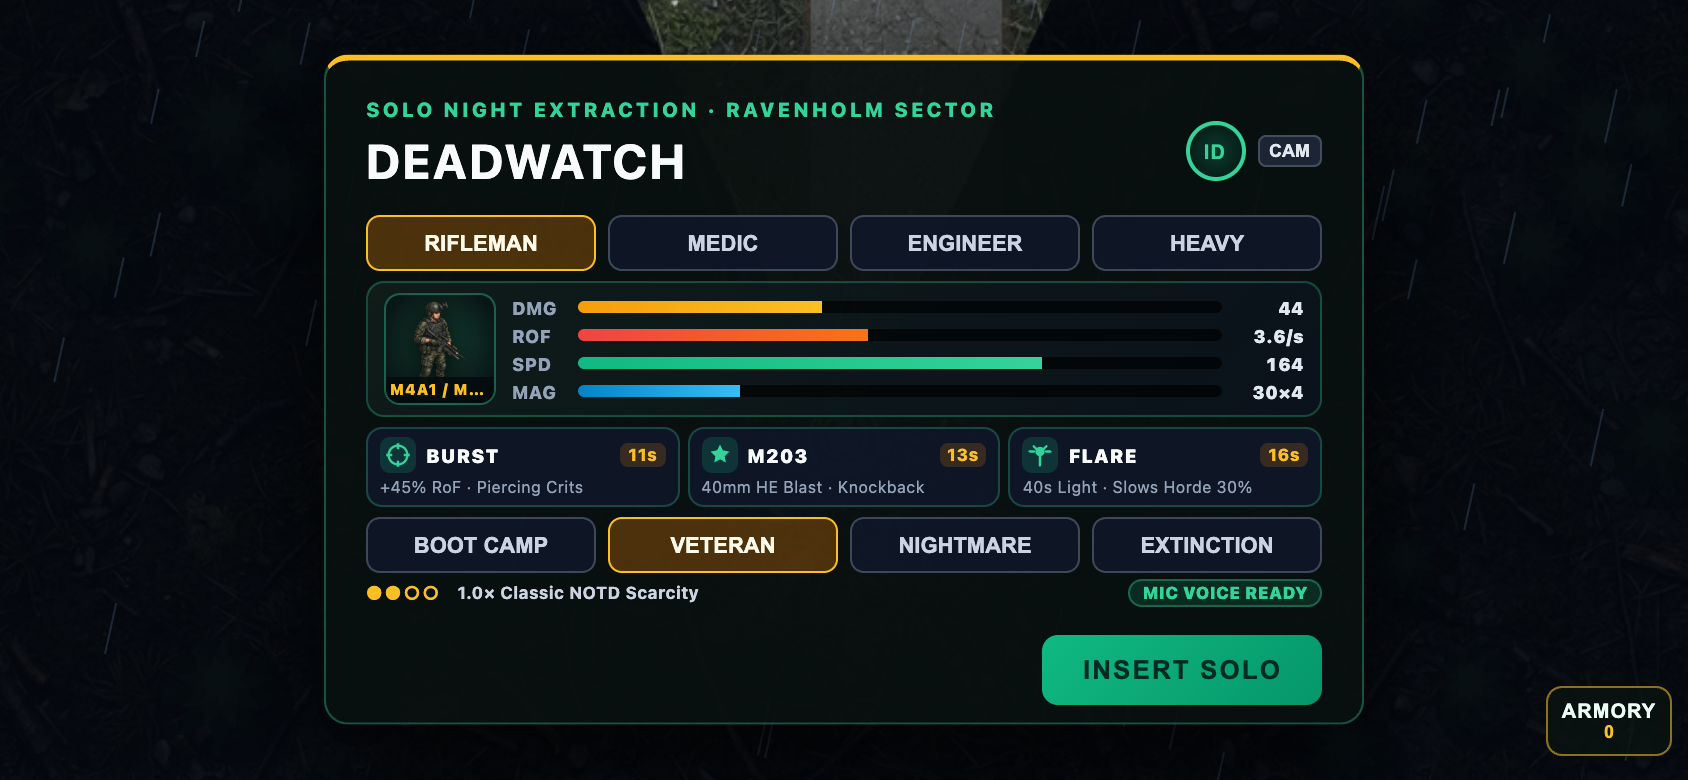 SOLO NIGHT EXTRACTION · RAVENHOLM SECTOR
DEADWATCH
ID
CAM
RIFLEMAN
MEDIC
ENGINEER
HEAVY
M4A1 / M...
DMG
44
ROF
3.6/s
SPD
164
MAG
30×4
BURST
11s
+45% RoF · Piercing Crits
M203
13s
40mm HE Blast · Knockback
FLARE
16s
40s Light · Slows Horde 30%
BOOT CAMP
VETERAN
NIGHTMARE
EXTINCTION
1.0× Classic NOTD Scarcity
MIC VOICE READY
INSERT SOLO
ARMORY
0